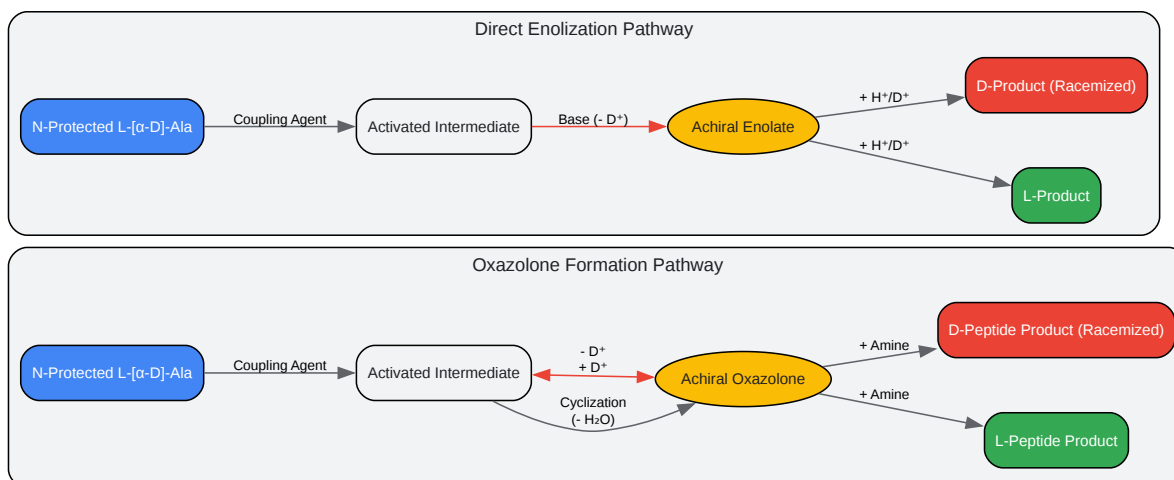 Direct Enolization Pathway
N-Protected L-[α-D]-Ala
Coupling Agent
Activated Intermediate
Base (- D⁺)
Achiral Enolate
+ H⁺/D⁺
D-Product (Racemized)
+ H⁺/D⁺
L-Product
Oxazolone Formation Pathway
N-Protected L-[α-D]-Ala
Coupling Agent
Activated Intermediate
- D⁺
+ D⁺
Cyclization
(- H₂O)
Achiral Oxazolone
+ Amine
D-Peptide Product (Racemized)
+ Amine
L-Peptide Product